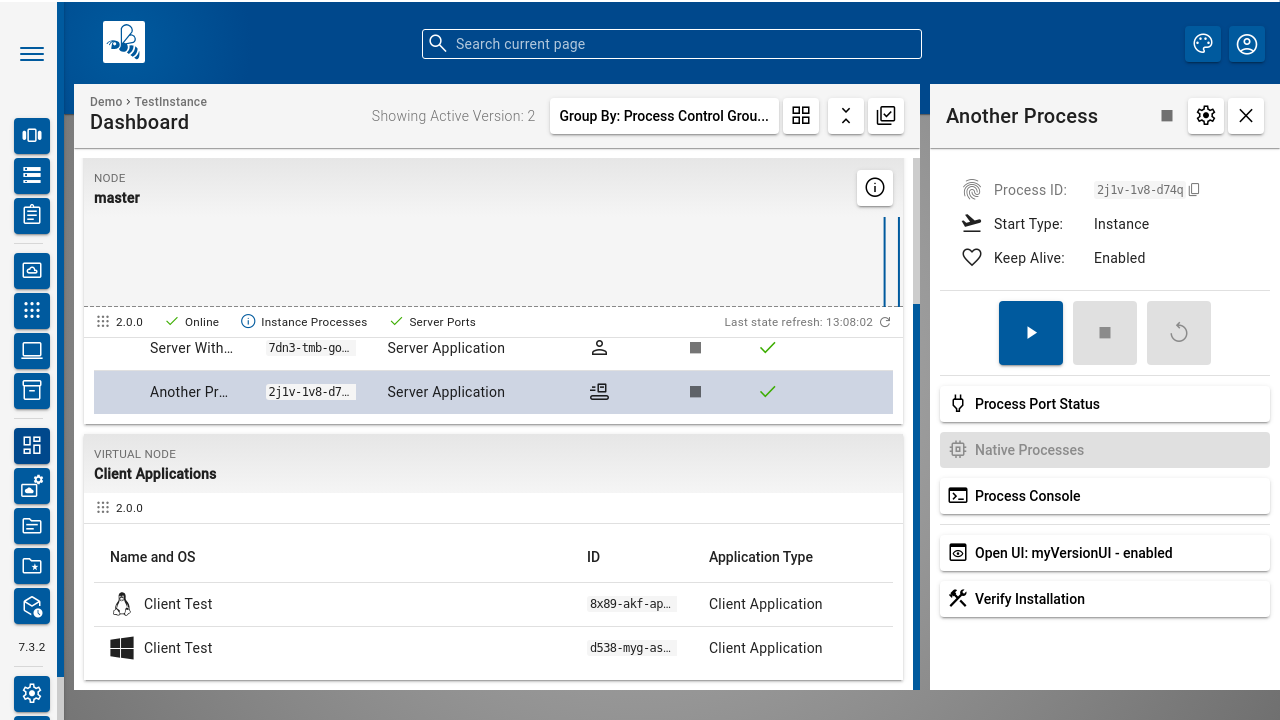 Search current page
Demo › TestInstance
Dashboard
Showing Active Version: 2
Group By: Process Control Grou...
NODE
master
2.0.0
Online
Instance Processes
Server Ports
Last state refresh: 13:08:02
Server With...
7dn3-tmb-go...
Server Application
Another Pr...
2j1v-1v8-d7...
Server Application
VIRTUAL NODE
Client Applications
2.0.0
Name and OS
ID
Application Type
Client Test
8x89-akf-ap...
Client Application
Client Test
d538-myg-as...
Client Application
7.3.2
Another Process
Process ID:
2j1v-1v8-d74q
Start Type:
Instance
Keep Alive:
Enabled
Process Port Status
Native Processes
Process Console
Open UI: myVersionUI - enabled
Verify Installation